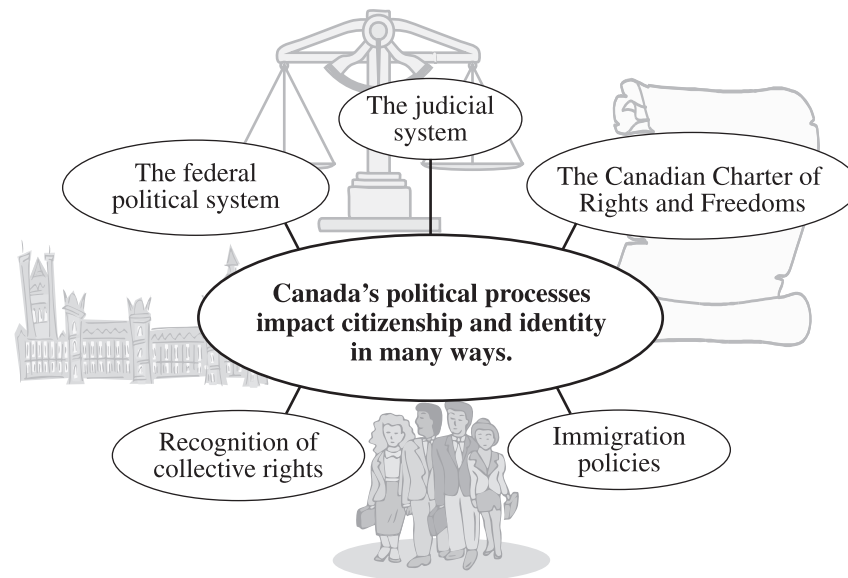 The judicial
system
The federal
political system
The Canadian Charter of
Rights and Freedoms
Canada’s political processes
impact citizenship and identity
in many ways.
Recognition of
collective rights
Immigration
policies